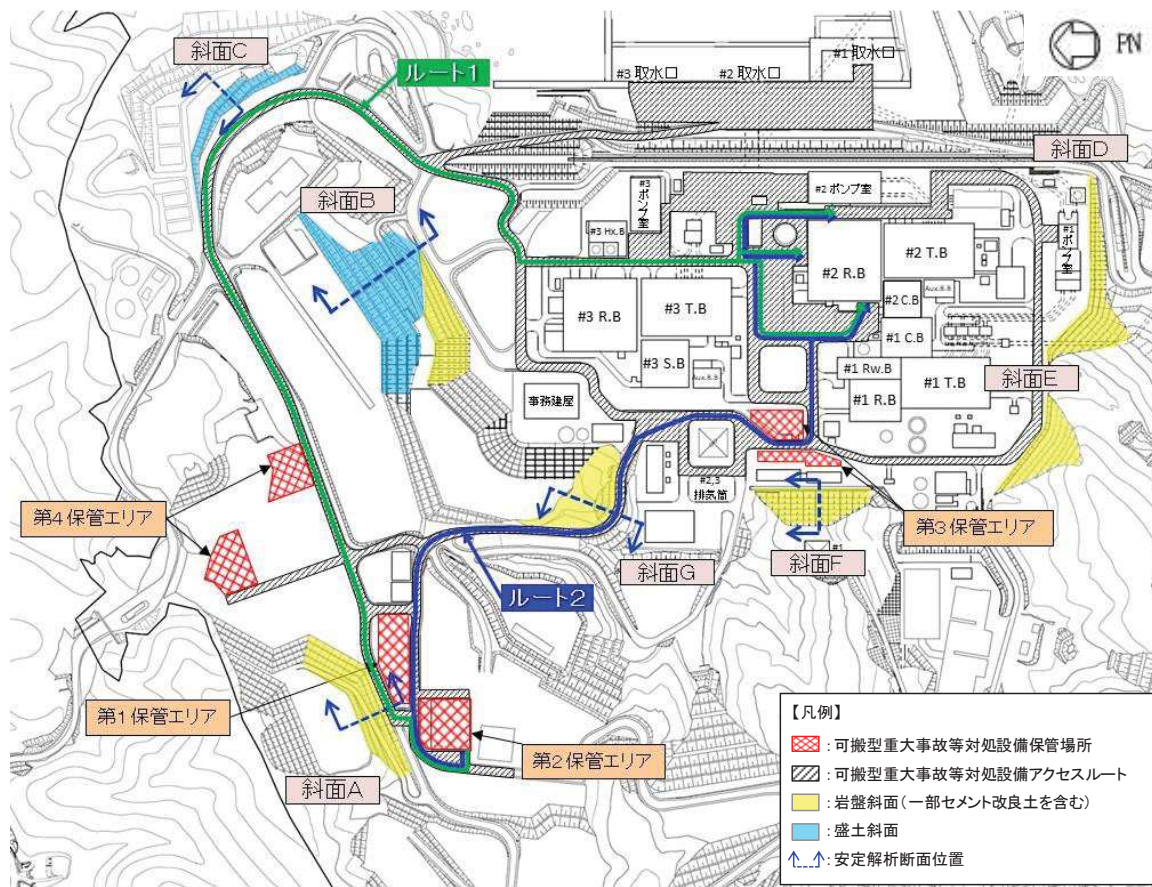 斜面C
ルート1
#1 取水口
#3 取水口
#2 取水口
PN
斜面D
斜面B
#3
ポンプ室
#2 ポンプ室
#3 Hx.B
#1
ポンプ室
#2 R.B
#2 T.B
#3 R.B
#3 T.B
#2 C.B
Aux.B.B
#1 C.B
#3 S.B
Aux.B.B
#1 Rw.B
#1 R.B
#1 T.B
斜面E
事務建屋
#2,3
排気筒
第4保管エリア
第3保管エリア
#1
斜面F
斜面G
ルート2
第1保管エリア
第2保管エリア
斜面A
【凡例】
:可搬型重大事故等対処設備保管場所
:可搬型重大事故等対処設備アクセスルート
:岩盤斜面(一部セメント改良土を含む)
:盛土斜面
:安定解析断面位置